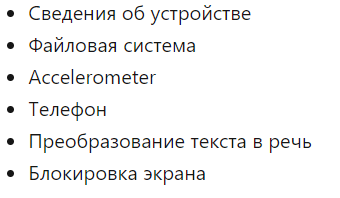 Сведения об устройстве
Файловая система
Accelerometer
Телефон
Преобразование текста в речь
Блокировка экрана